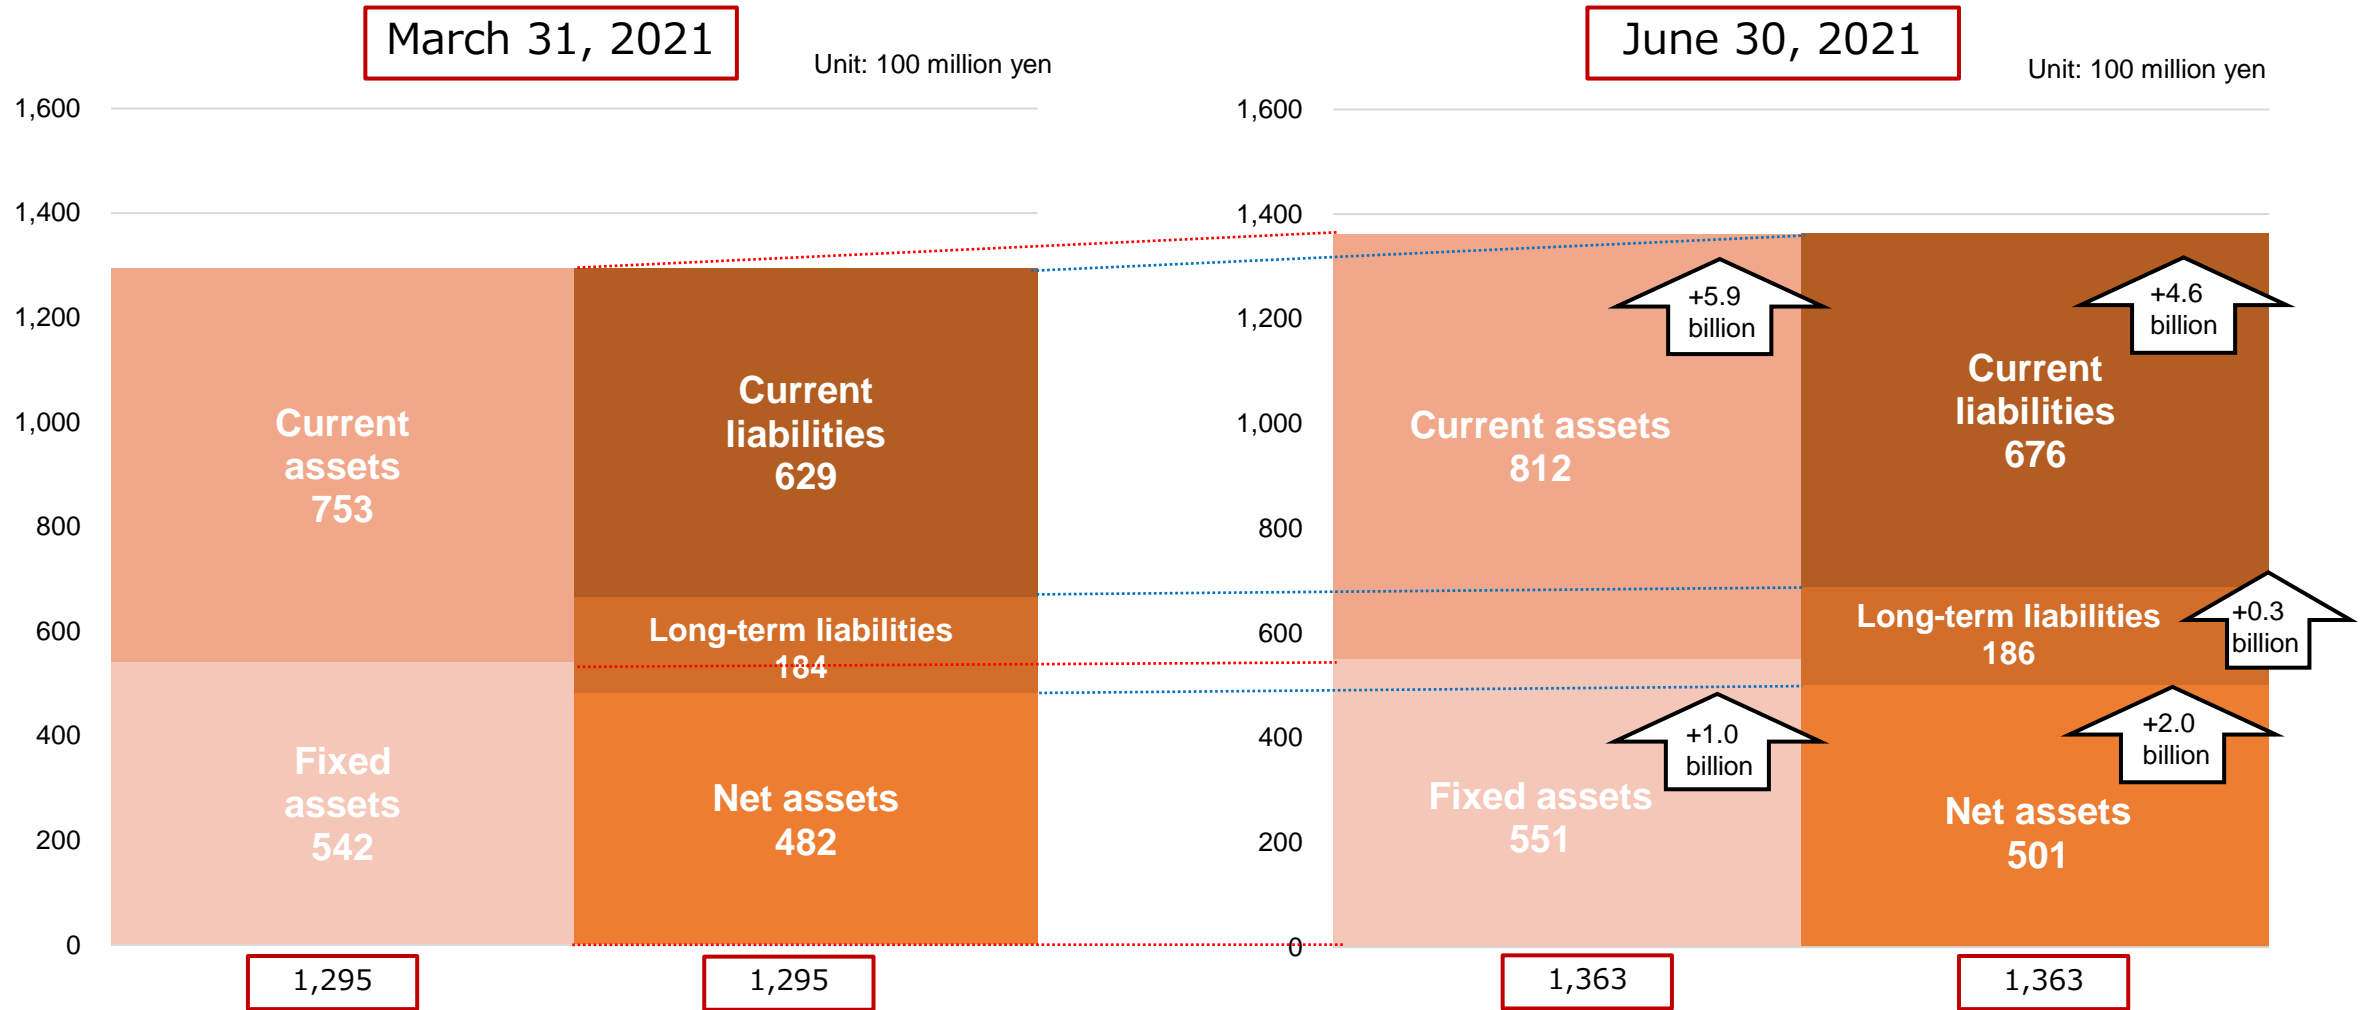 March 31, 2021
Unit: 100 million yen
1,600
1,400
1,200
1,000
800
600
400
200
0
Current
assets
753
Fixed
assets
542
Current
liabilities
629
Long-term liabilities
184
Net assets
482
1,295
1,295
June 30, 2021
Unit: 100 million yen
1,600
1,400
1,200
1,000
800
600
400
200
0
+5.9
billion
Current assets
812
+1.0
billion
Fixed assets
551
+4.6
billion
Current
liabilities
676
Long-term liabilities
186
+0.3
billion
+2.0
billion
Net assets
501
1,363
1,363